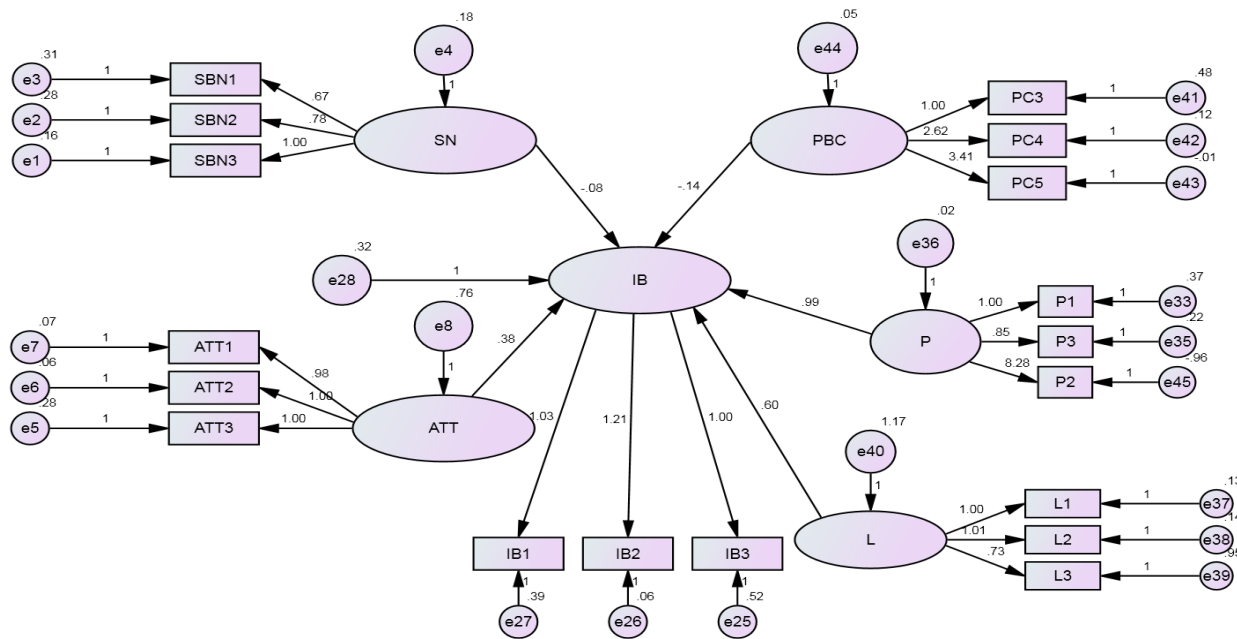 .31
e3
1
SBN1
.67
.28
e2
1
SBN2
.78
.16
e1
1
SBN3
1.00
.18
e4
1
SN
-.08
.05
e44
1
PBC
-.14
1.00
PC3
1
.48
e41
2.62
PC4
1
.12
e42
3.41
PC5
1
-.01
e43
.32
e28
1
IB
.02
e36
1
P
.99
1.00
P1
1
.37
e33
.85
P3
1
.22
e35
8.28
P2
1
-.96
e45
.07
e7
1
ATT1
.98
.06
e6
1
ATT2
1.00
.28
e5
1
ATT3
1.00
.76
e8
1
ATT
.38
1.03
1.21
1.00
.60
1.17
e40
1
L
1.00
L1
1
.13
e37
1.01
L2
1
.14
e38
.73
L3
1
.95
e39
IB1
IB2
IB3
1
.39
1
.06
1
.52
e27
e26
e25